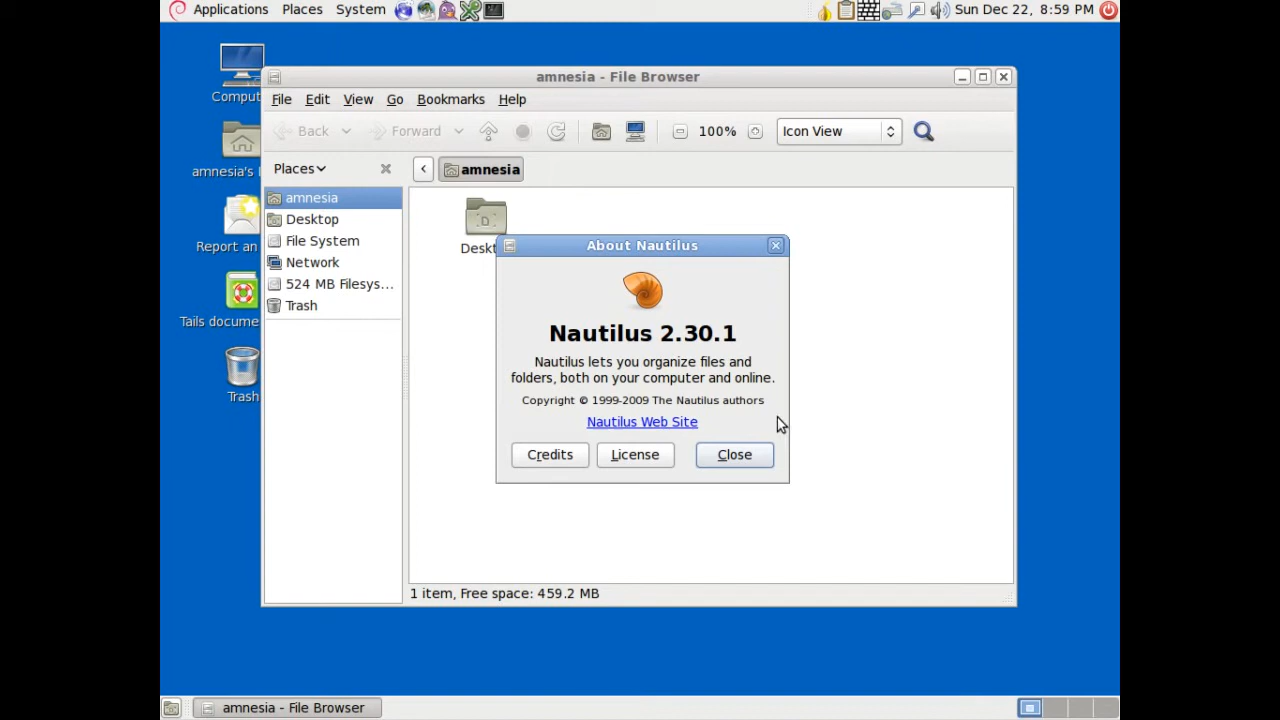 Applications Places System Sun Dec 22, 8:59 PM
amnesia - File Browser
File Edit View Go Bookmarks Help
Back Forward 100% Icon View
Places amnesia
amnesia
Desktop
File System
Network
524 MB Filesys...
Trash
Comput
amnesia's
Report an
Tails docume
Trash
Deskt
About Nautilus
Nautilus 2.30.1
Nautilus lets you organize files and
folders, both on your computer and online.
Copyright © 1999-2009 The Nautilus authors
Nautilus Web Site
Credits License Close
1 item, Free space: 459.2 MB
amnesia - File Browser